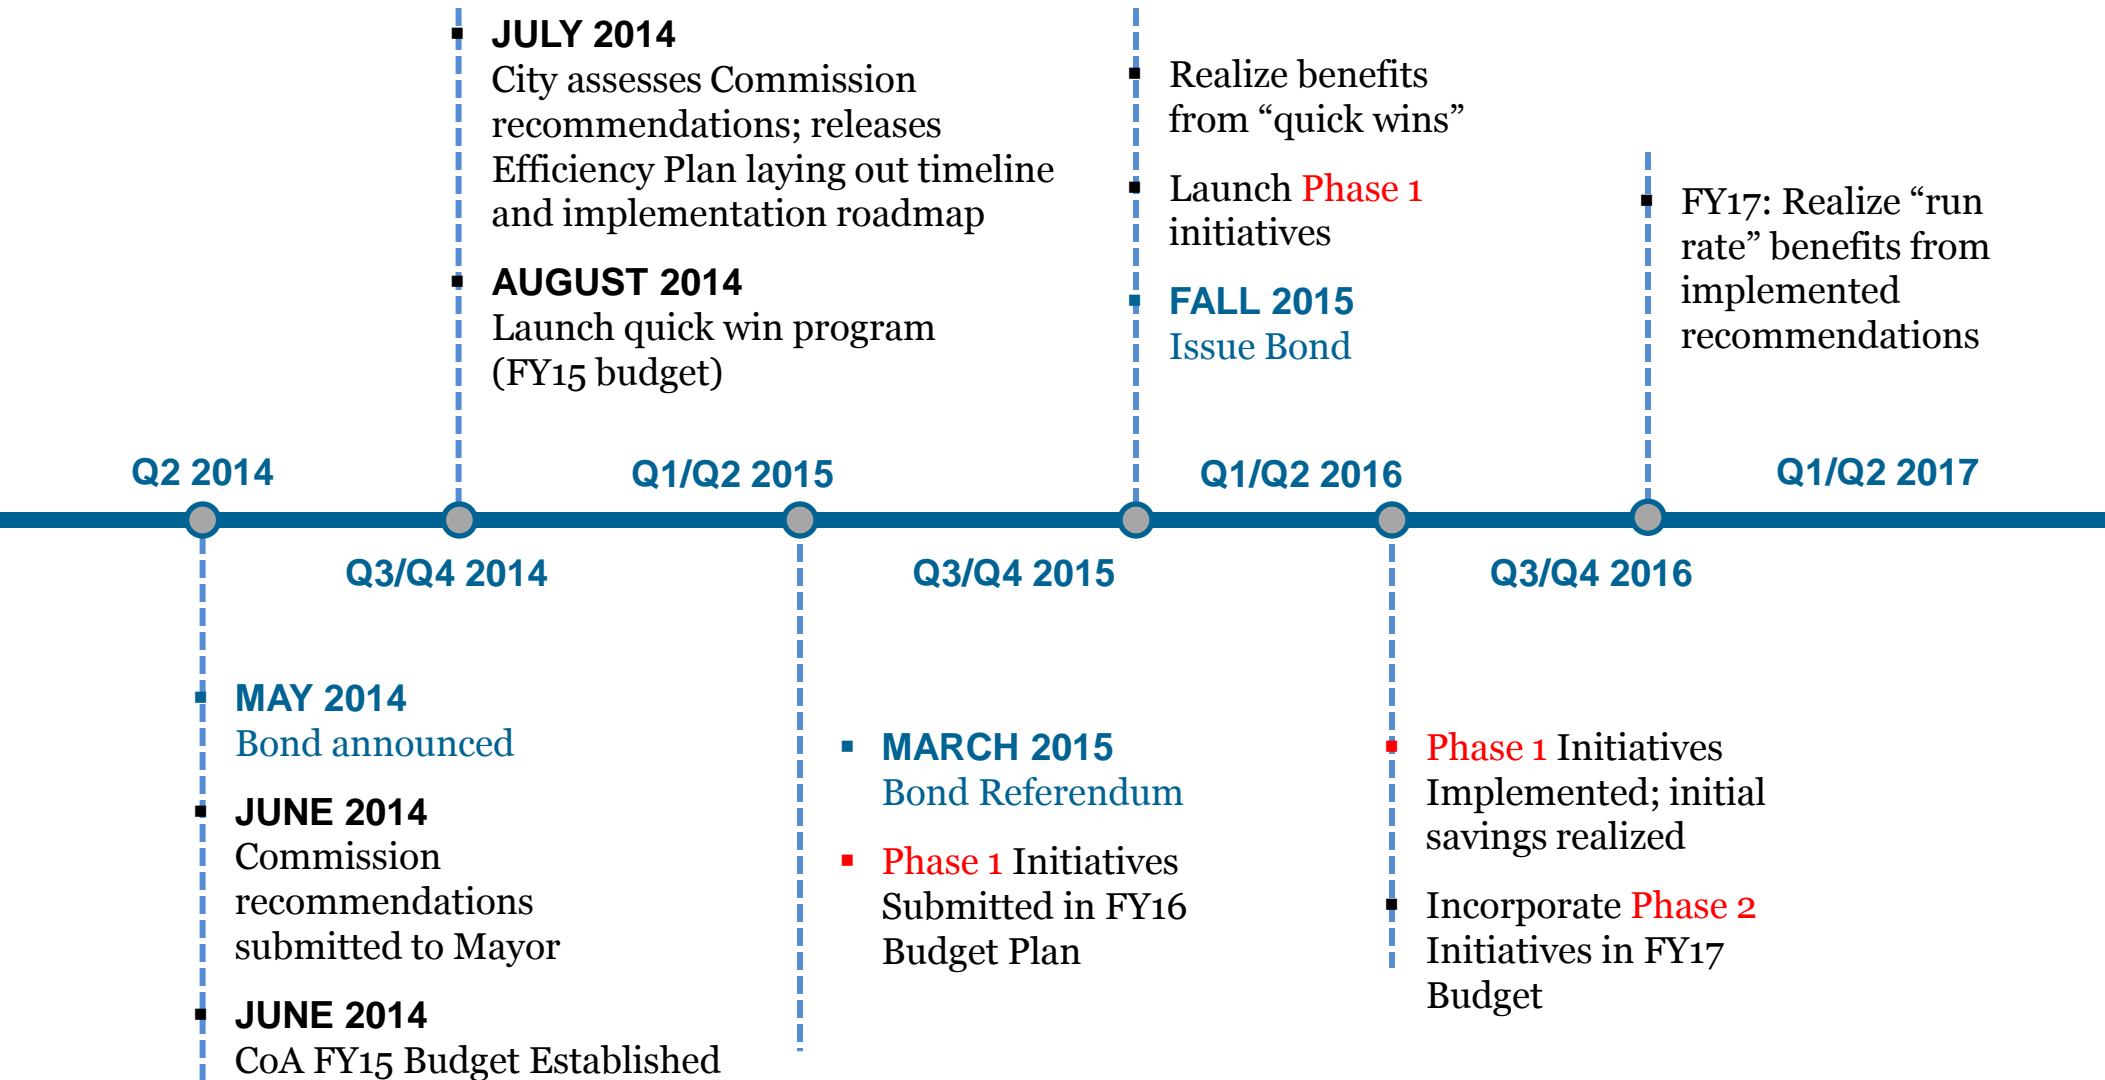 JULY 2014
City assesses Commission
recommendations; releases
Efficiency Plan laying out timeline
and implementation roadmap
AUGUST 2014
Launch quick win program
(FY15 budget)
Realize benefits
from “quick wins”
Launch Phase 1
initiatives
FALL 2015
Issue Bond
FY17: Realize “run
rate” benefits from
implemented
recommendations
Q2 2014
Q1/Q2 2015
Q1/Q2 2016
Q1/Q2 2017
Q3/Q4 2014
Q3/Q4 2015
Q3/Q4 2016
MAY 2014
Bond announced
JUNE 2014
Commission
recommendations
submitted to Mayor
JUNE 2014
CoA FY15 Budget Established
MARCH 2015
Bond Referendum
Phase 1 Initiatives
Submitted in FY16
Budget Plan
Phase 1 Initiatives
Implemented; initial
savings realized
Incorporate Phase 2
Initiatives in FY17
Budget